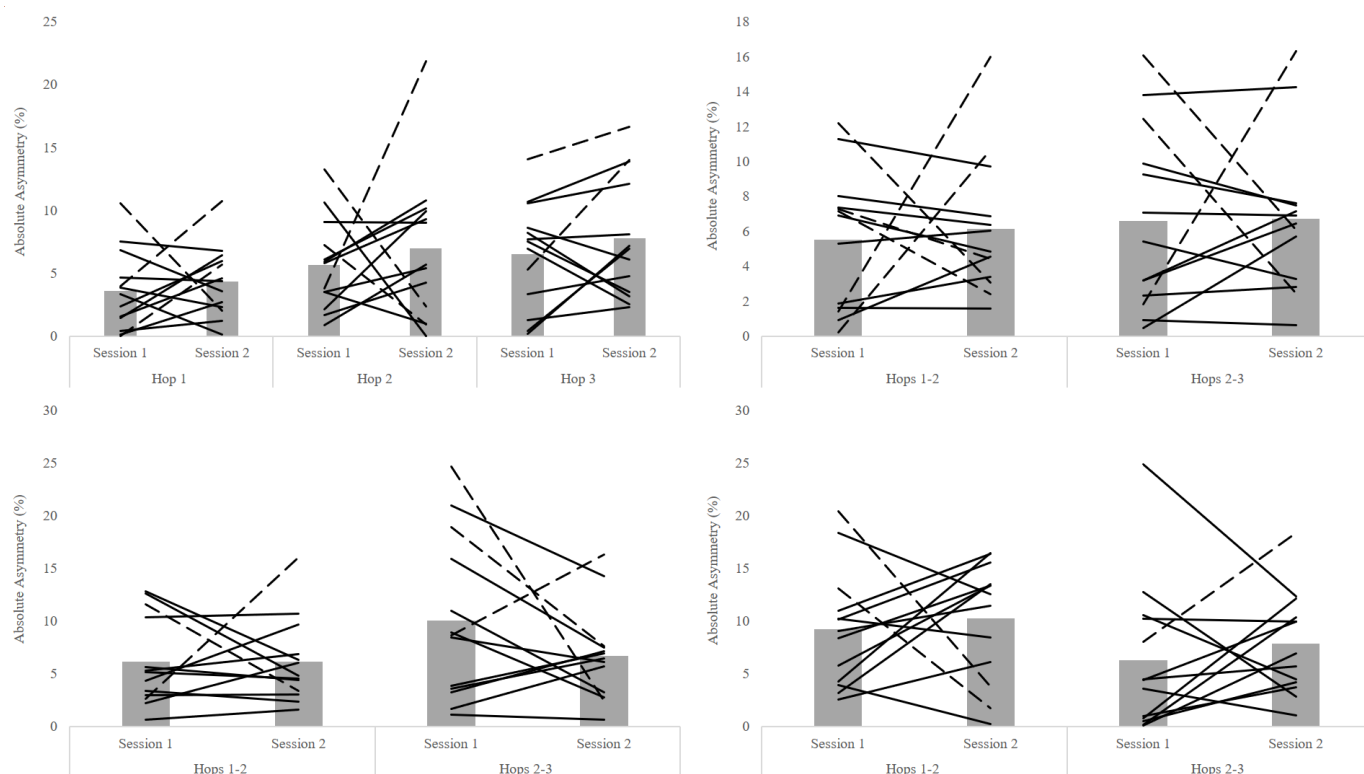 25
20
15
10
5
0
Absolute Asymmetry (%)
Session 1 Session 2 Session 1 Session 2 Session 1 Session 2
Hop 1 Hop 2 Hop 3
18
16
14
12
10
8
6
4
2
0
Absolute Asymmetry (%)
Session 1 Session 2 Session 1 Session 2
Hops 1-2 Hops 2-3
30
25
20
15
10
5
0
Absolute Asymmetry (%)
Session 1 Session 2 Session 1 Session 2
Hops 1-2 Hops 2-3
30
25
20
15
10
5
0
Absolute Asymmetry (%)
Session 1 Session 2 Session 1 Session 2
Hops 1-2 Hops 2-3